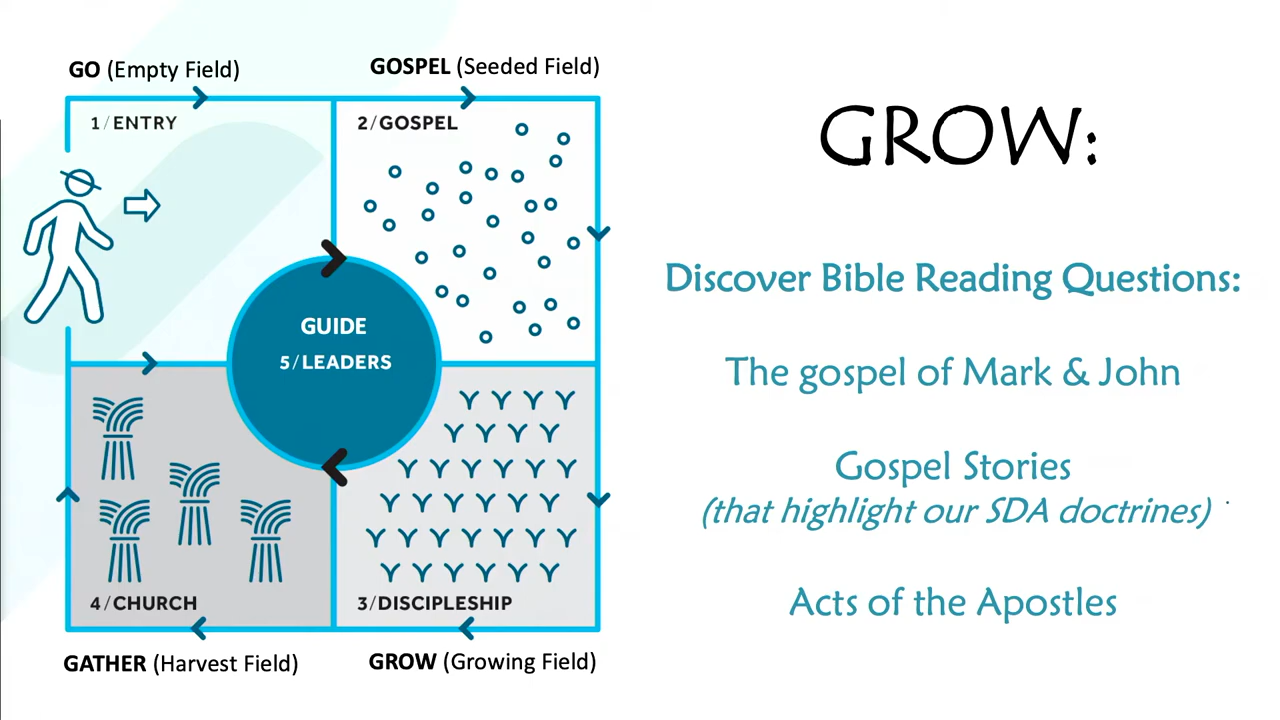 GO (Empty Field)
GOSPEL (Seeded Field)
1/ENTRY
2/GOSPEL
GUIDE
5/LEADERS
4/CHURCH
3/DISCIPLESHIP
GATHER (Harvest Field)
GROW (Growing Field)
GROW:
Discover Bible Reading Questions:
The gospel of Mark & John
Gospel Stories
(that highlight our SDA doctrines)
Acts of the Apostles